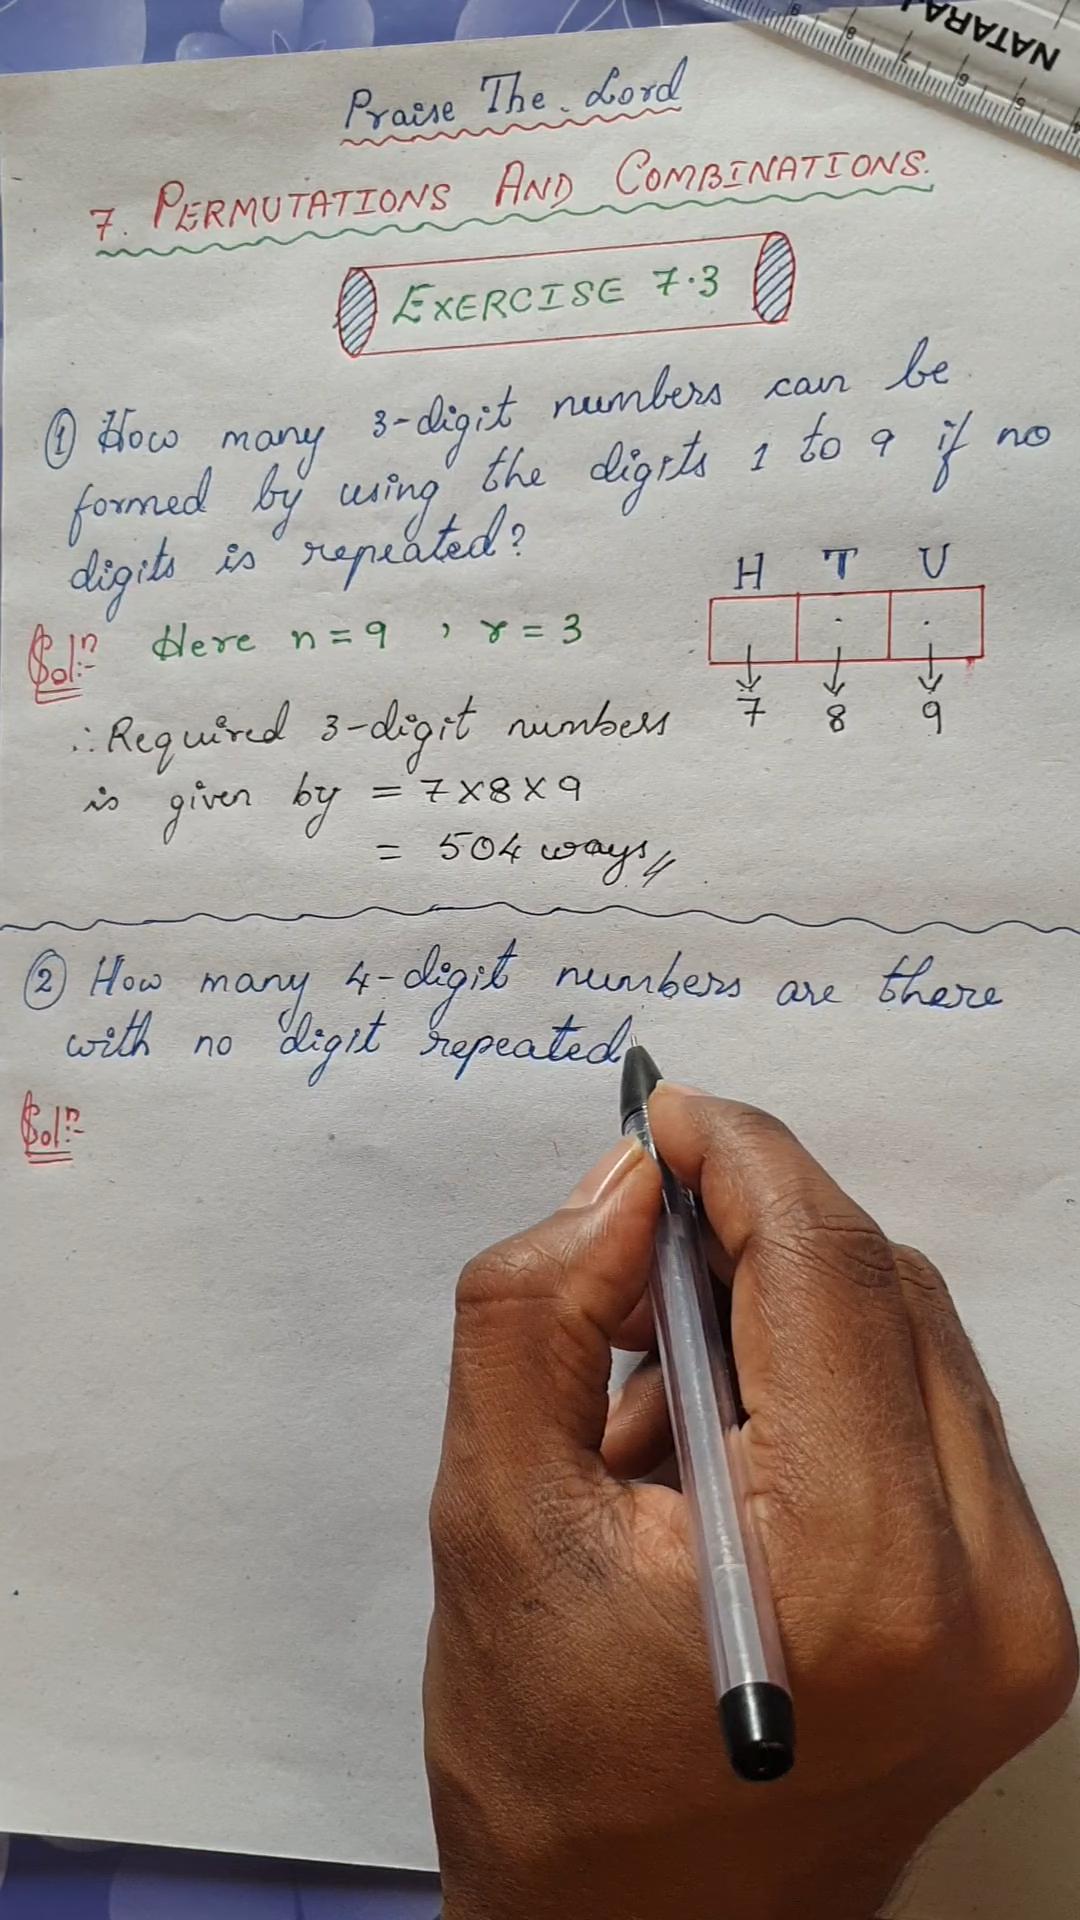 NATARAJ
Praise The Lord
7. PERMUTATIONS AND COMBINATIONS.
EXERCISE 7.3
① How many 3-digit numbers can be
formed by using the digits 1 to 9 if no
digits is repeated?
H T U
Solⁿ:- Here n = 9 , r = 3
7 8 9
∴ Required 3-digit numbers
is given by = 7×8×9
= 504 ways
② How many 4-digit numbers are there
with no digit repeated
Solⁿ:-